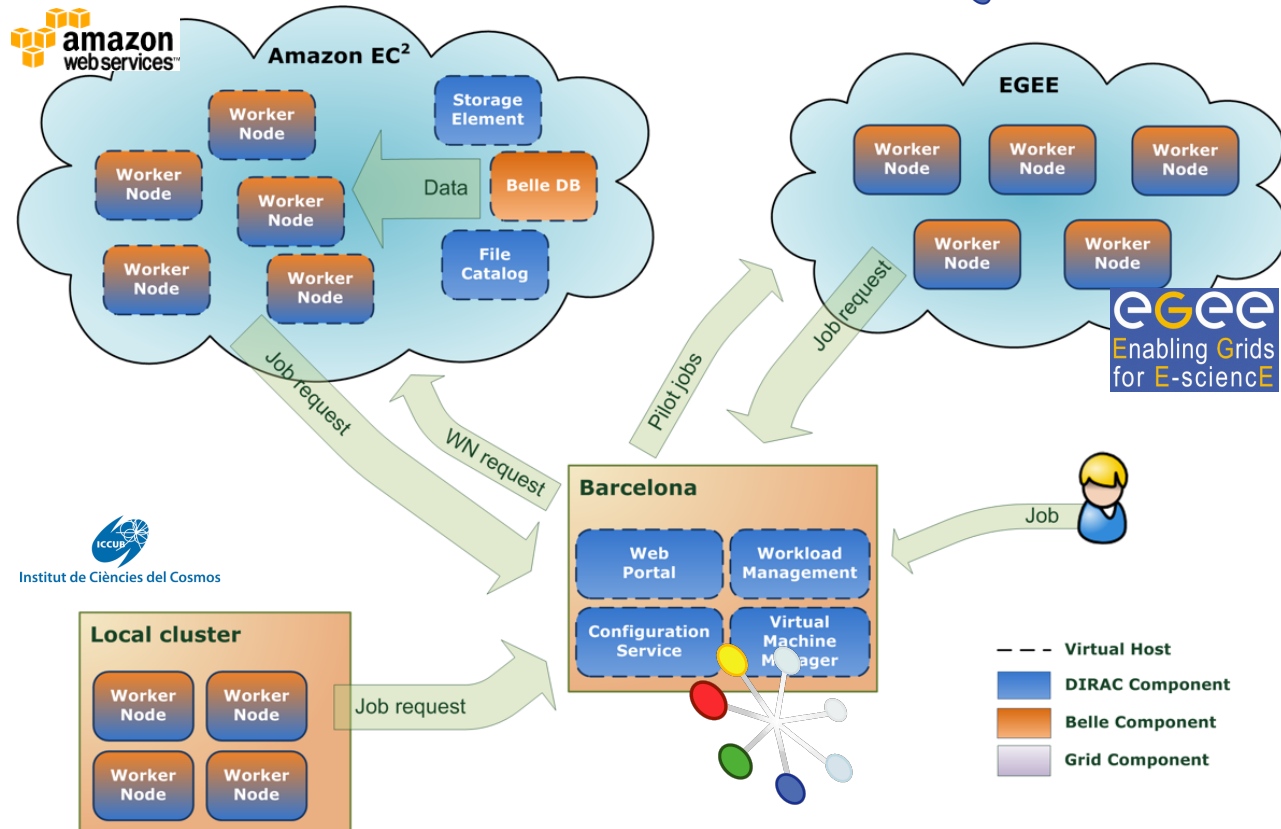 amazon
webservices™
Amazon EC²
Storage
Element
Worker
Node
Worker
Node
Data
Belle DB
Worker
Node
File
Catalog
Worker
Node
Worker
Node
EGEE
Worker
Node
Worker
Node
Worker
Node
Worker
Node
Worker
Node
eGee
Enabling Grids
for E-sciencE
Job request
WN request
Pilot jobs
Job request
Job
Barcelona
Web
Portal
Workload
Management
Configuration
Service
Virtual
Machine
Manager
ICCUB
Institut de Ciències del Cosmos
Local cluster
Worker
Node
Worker
Node
Worker
Node
Worker
Node
Job request
Virtual Host
DIRAC Component
Belle Component
Grid Component